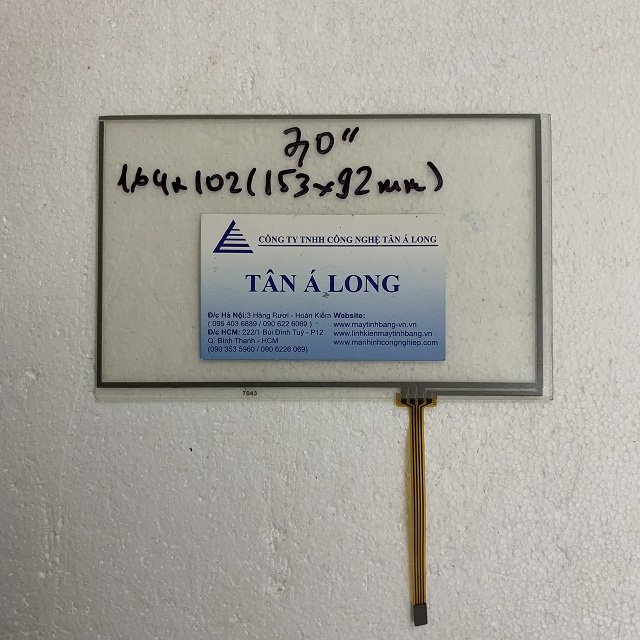 7,0"
164x102(153x92mm)
CÔNG TY TNHH CÔNG NGHỆ TÂN Á LONG
TÂN Á LONG
Đ/c Hà Nội:3 Hàng Rươi - Hoàn Kiếm
( 096 403 6889 / 090 622 6069 )
Đ/c HCM: 222/1 Bùi Đình Tuý - P12
Q. Bình Thạnh - HCM
(090 353 5960 / 090 6226 069)
Website:
- www.maytinhbang-vn.vn
- www.linhkienmaytinhbang.vn
- www.manhinhcongnghiep.com
7043